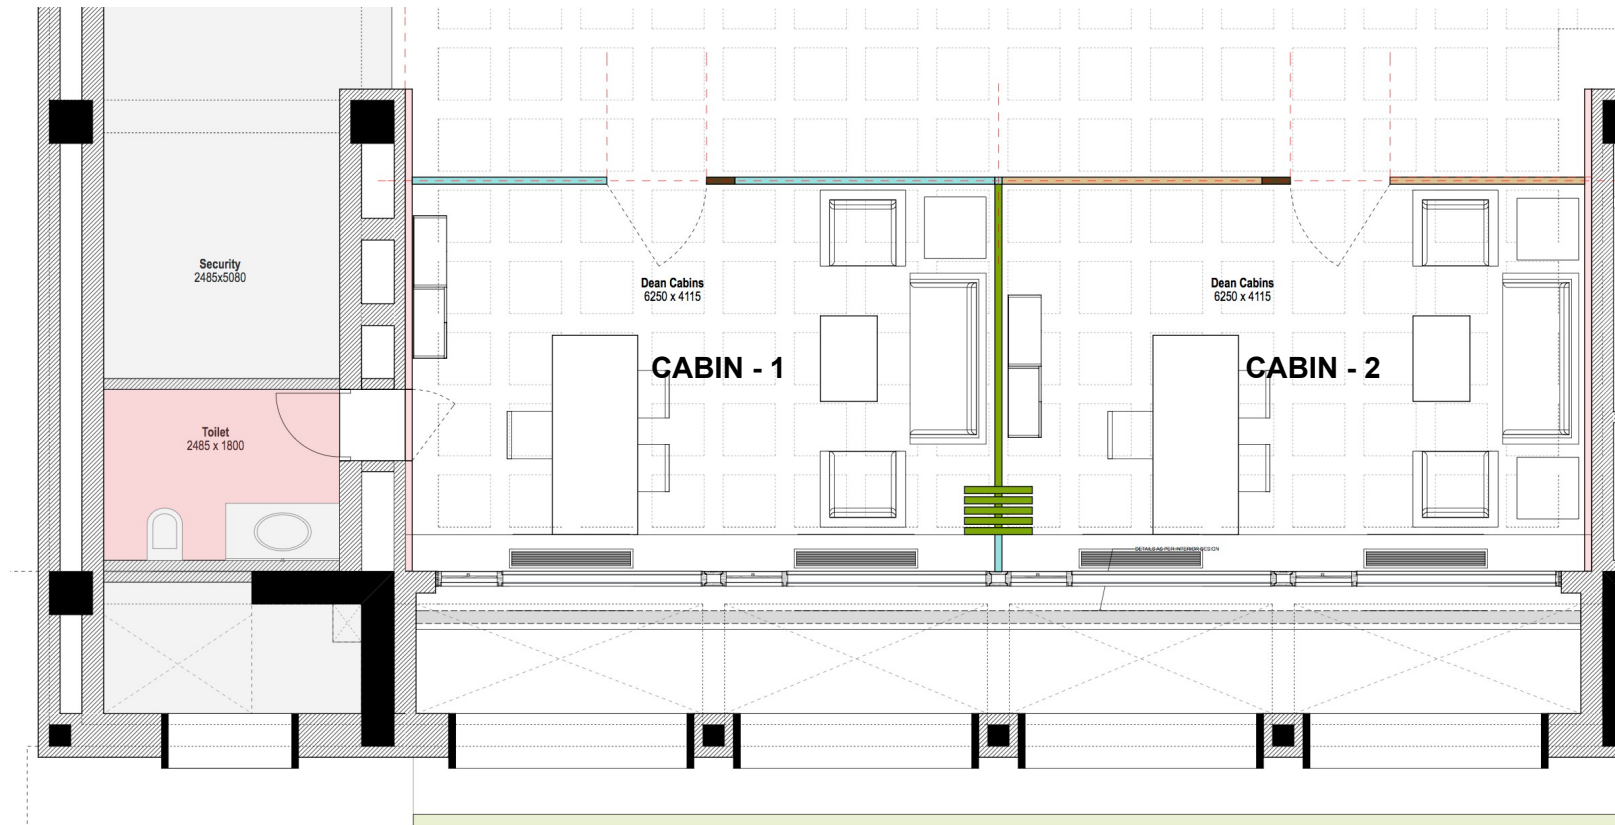 Security
2485x5080
Dean Cabins
6250 x 4115
Dean Cabins
6250 x 4115
CABIN - 1
CABIN - 2
Toilet
2485 x 1800
DETAILS AS PER INTERIOR DESIGN